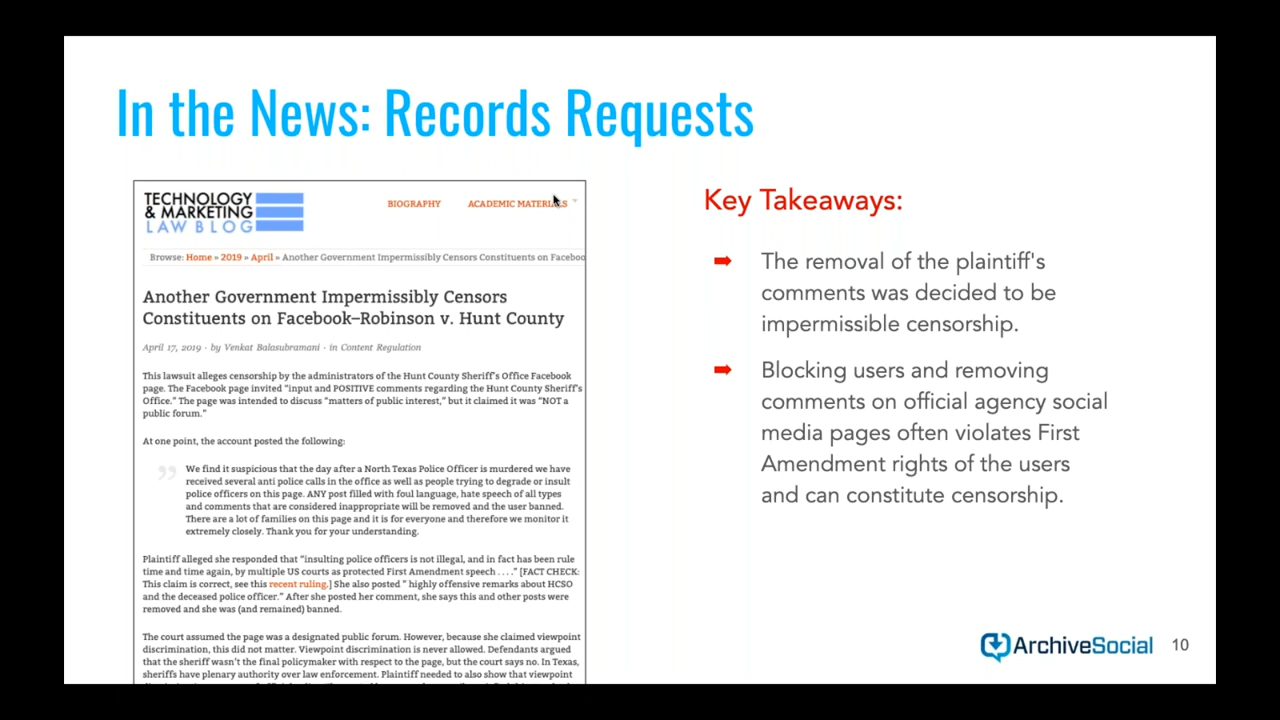 In the News: Records Requests
TECHNOLOGY
& MARKETING
LAW BLOG
BIOGRAPHY
ACADEMIC MATERIALS
Browse: Home » 2019 » April » Another Government Impermissibly Censors Constituents on Faceboo
Another Government Impermissibly Censors
Constituents on Facebook–Robinson v. Hunt County
April 17, 2019 · by Venkat Balasubramani · in Content Regulation
This lawsuit alleges censorship by the administrators of the Hunt County Sheriff's Office Facebook
page. The Facebook page invited "input and POSITIVE comments regarding the Hunt County Sheriff's
Office." The page was intended to discuss "matters of public interest," but it claimed it was "NOT a
public forum."
At one point, the account posted the following:
We find it suspicious that the day after a North Texas Police Officer is murdered we have
received several anti police calls in the office as well as people trying to degrade or insult
police officers on this page. ANY post filled with foul language, hate speech of all types
and comments that are considered inappropriate will be removed and the user banned.
There are a lot of families on this page and it is for everyone and therefore we monitor it
extremely closely. Thank you for your understanding.
Plaintiff alleged she responded that "insulting police officers is not illegal, and in fact has been rule
time and time again, by multiple US courts as protected First Amendment speech . . . ." [FACT CHECK:
This claim is correct, see this recent ruling.] She also posted " highly offensive remarks about HCSO
and the deceased police officer." After she posted her comment, she says this and other posts were
removed and she was (and remained) banned.
The court assumed the page was a designated public forum. However, because she claimed viewpoint
discrimination, this did not matter. Viewpoint discrimination is never allowed. Defendants argued
that the sheriff wasn't the final policymaker with respect to the page, but the court says no. In Texas,
sheriffs have plenary authority over law enforcement. Plaintiff needed to also show that viewpoint
Key Takeaways:
The removal of the plaintiff's
comments was decided to be
impermissible censorship.
Blocking users and removing
comments on official agency social
media pages often violates First
Amendment rights of the users
and can constitute censorship.
ArchiveSocial
10